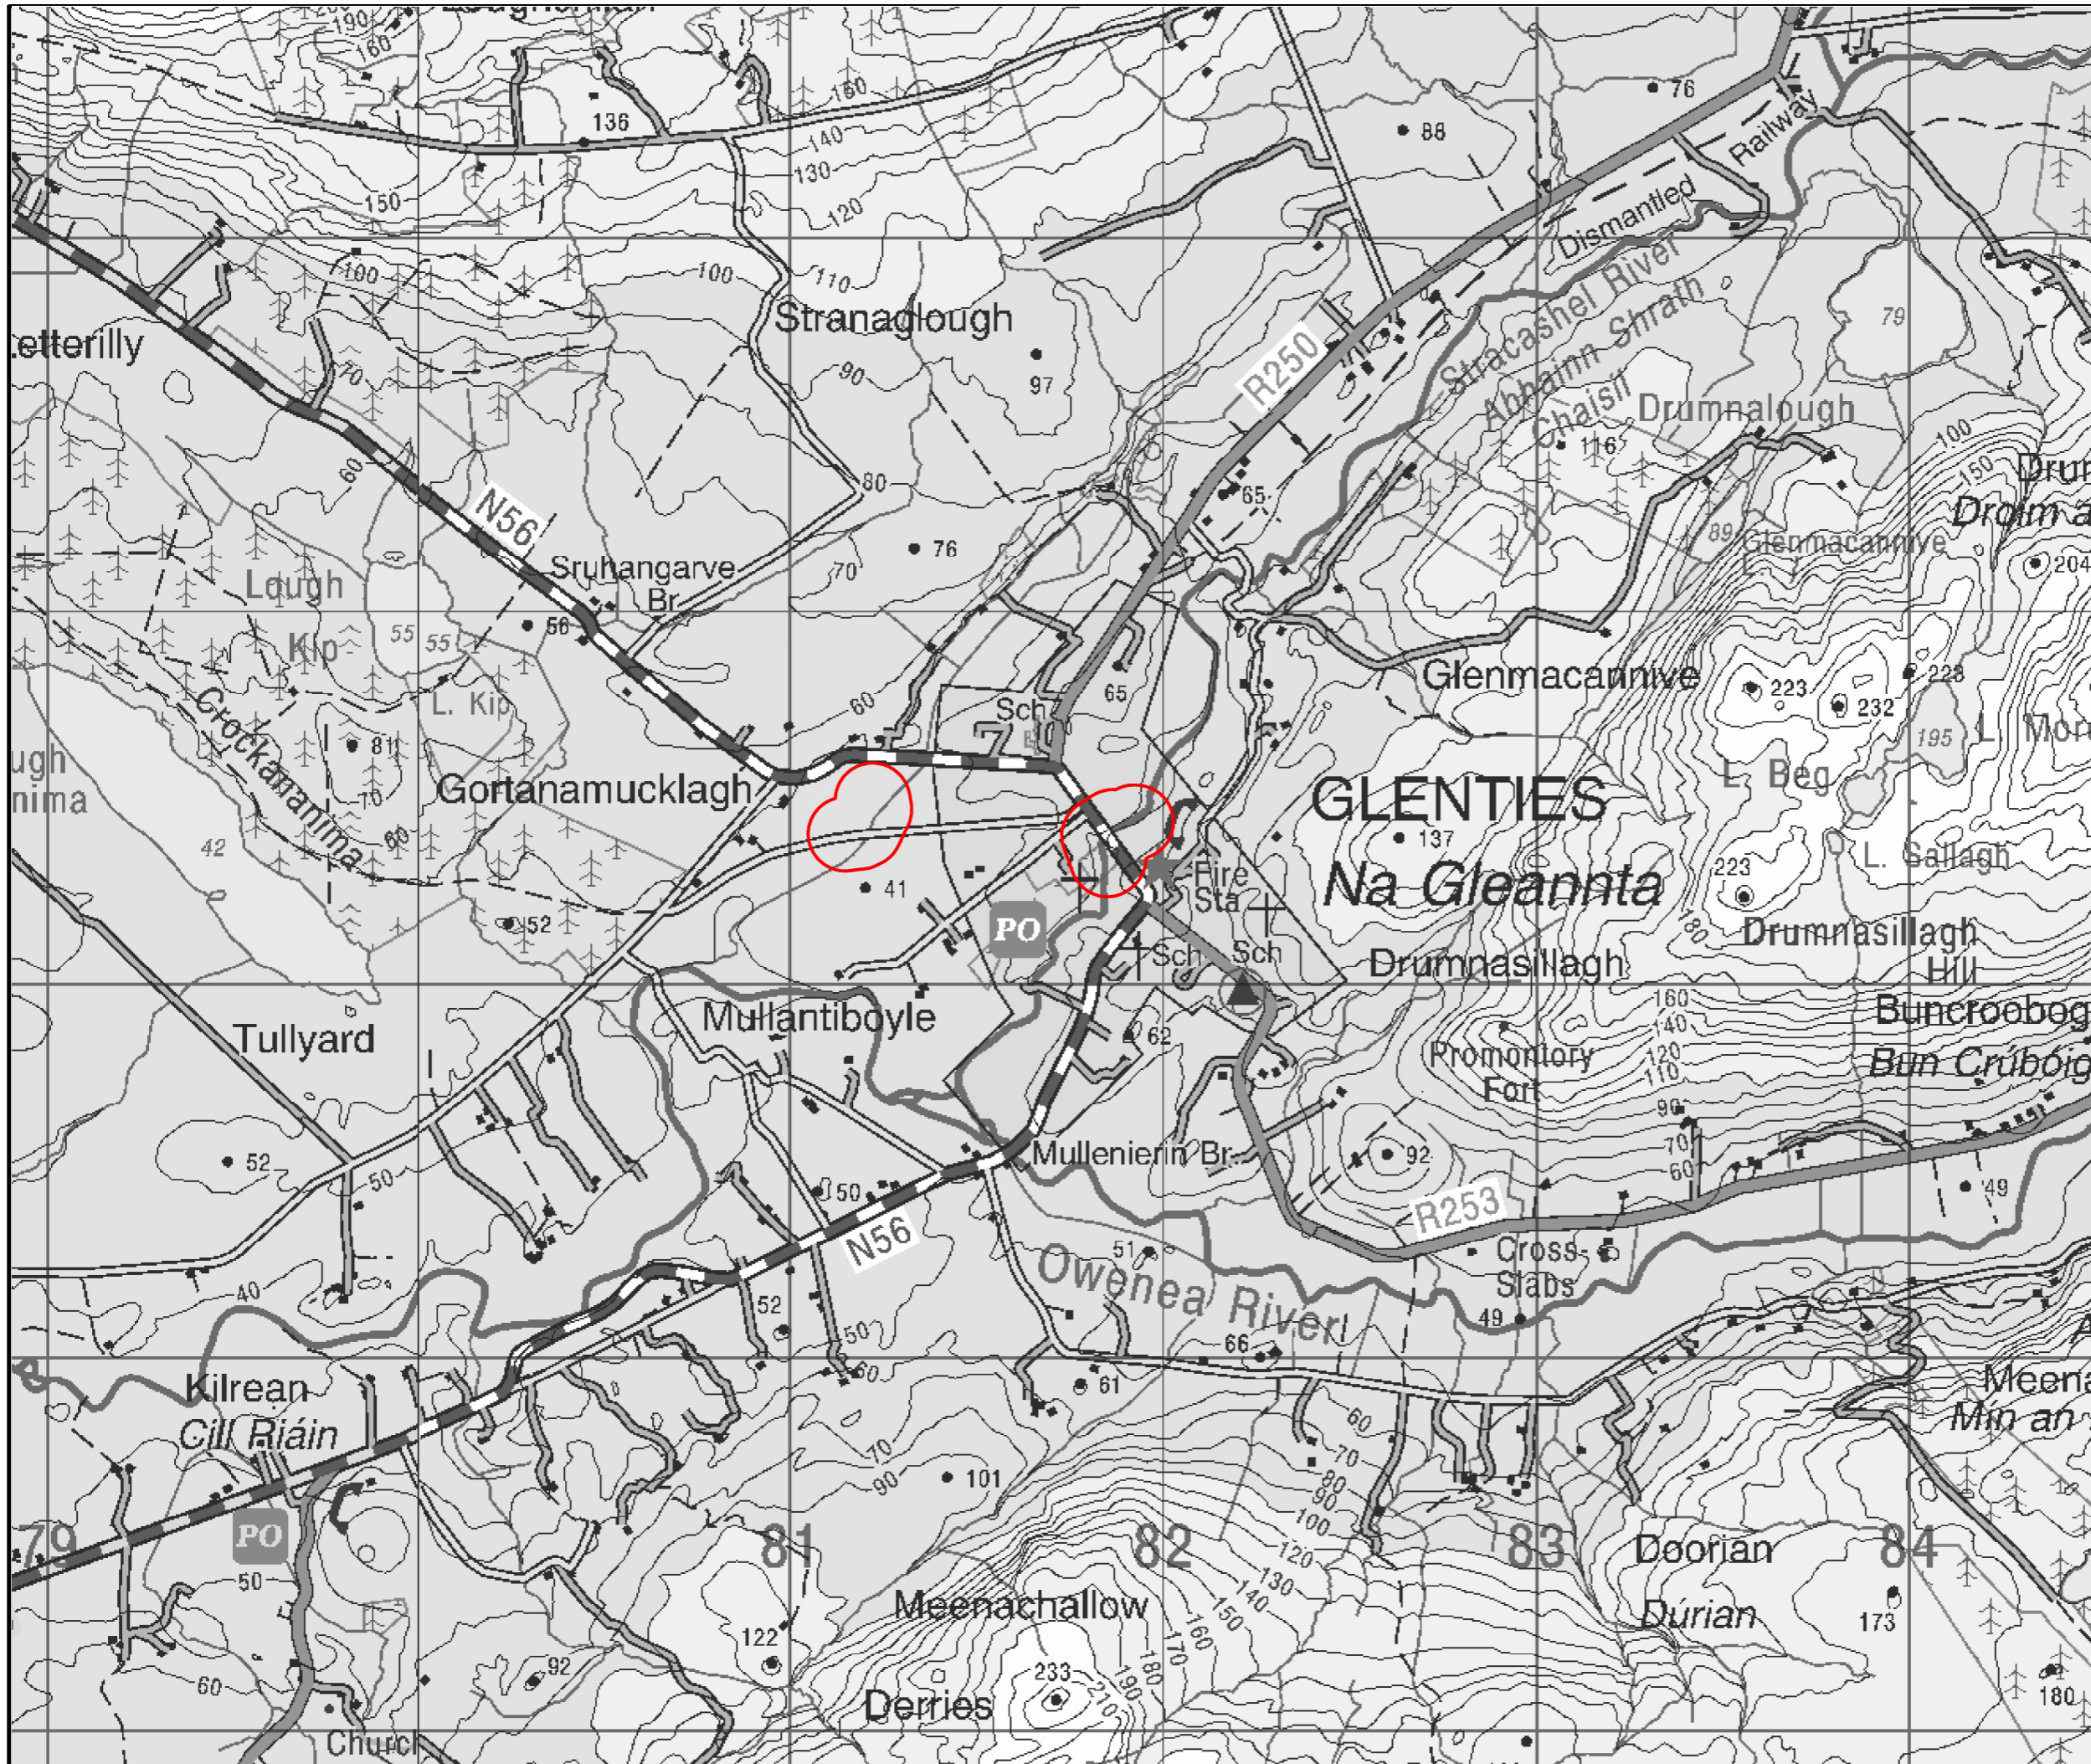 190
160
136
160
140
130
120
150
76
88
Railway
Dismantled
100
100
110
Stranaglough
etterilly
70
90
97
R250
Stracashel River
Abhainn Shrath
Chaisil
79
Drumnalough
116
100
150
Drur
Droim a
60
N56
80
65
76
70
89
Glenmacannive
L.
204
Sruhangarve
Br
56
Lough
Kip
55
55
L. Kip
Crockananima
81
70
60
60
Sch
65
Glenmacannive
223
232
223
195
L. Mor
L. Beg
ugh
nima
42
Gortanamucklagh
GLENTIES
Na Gleannta
137
223
L. Sallagh
41
52
PO
Fire
Sta
Sch
Sch
180
Drumnasillagh
Hill
Drumnasillagh
Mullantiboyle
62
Tullyard
160
140
120
110
90
70
60
Buncroobog
Bun Crúbóig
Promontory
Fort
52
50
50
Mullenierin Br
92
R253
49
N56
51
Owenea River
Cross-
Slabs
49
40
52
50
60
66
61
Kilrean
Cill Riáin
Meena
Mín an
PO
70
90
101
60
70
80
90
100
120
130
140
150
160
170
180
190
210
79
81
82
83
84
50
Doorian
Dúrian
173
Meenachallow
122
92
233
60
Derries
180
Church